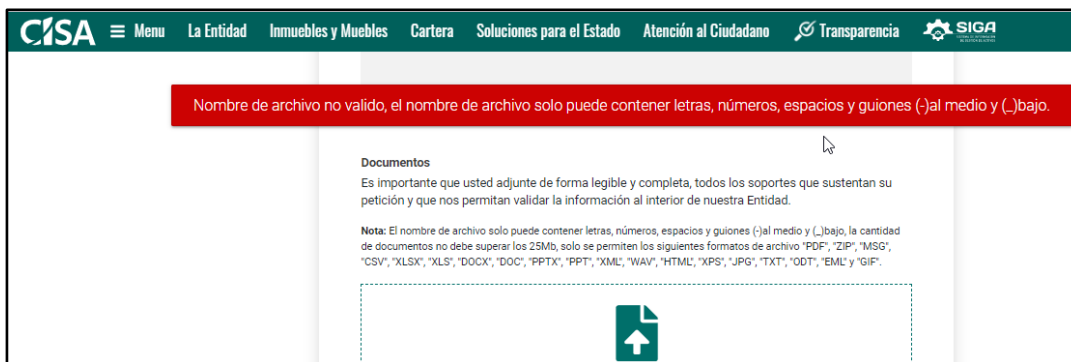 CISA ≡ Menu La Entidad Inmuebles y Muebles Cartera Soluciones para el Estado Atención al Ciudadano Transparencia SIGA
Nombre de archivo no valido, el nombre de archivo solo puede contener letras, números, espacios y guiones (-)al medio y (_)bajo.
Documentos
Es importante que usted adjunte de forma legible y completa, todos los soportes que sustentan su
petición y que nos permitan validar la información al interior de nuestra Entidad.
Nota: El nombre de archivo solo puede contener letras, números, espacios y guiones (-)al medio y (_)bajo, la cantidad
de documentos no debe superar los 25Mb, solo se permiten los siguientes formatos de archivo "PDF", "ZIP", "MSG",
"CSV", "XLSX", "XLS", "DOCX", "DOC", "PPTX", "PPT", "XML", "WAV", "HTML", "XPS", "JPG", "TXT", "ODT", "EML" y "GIF".